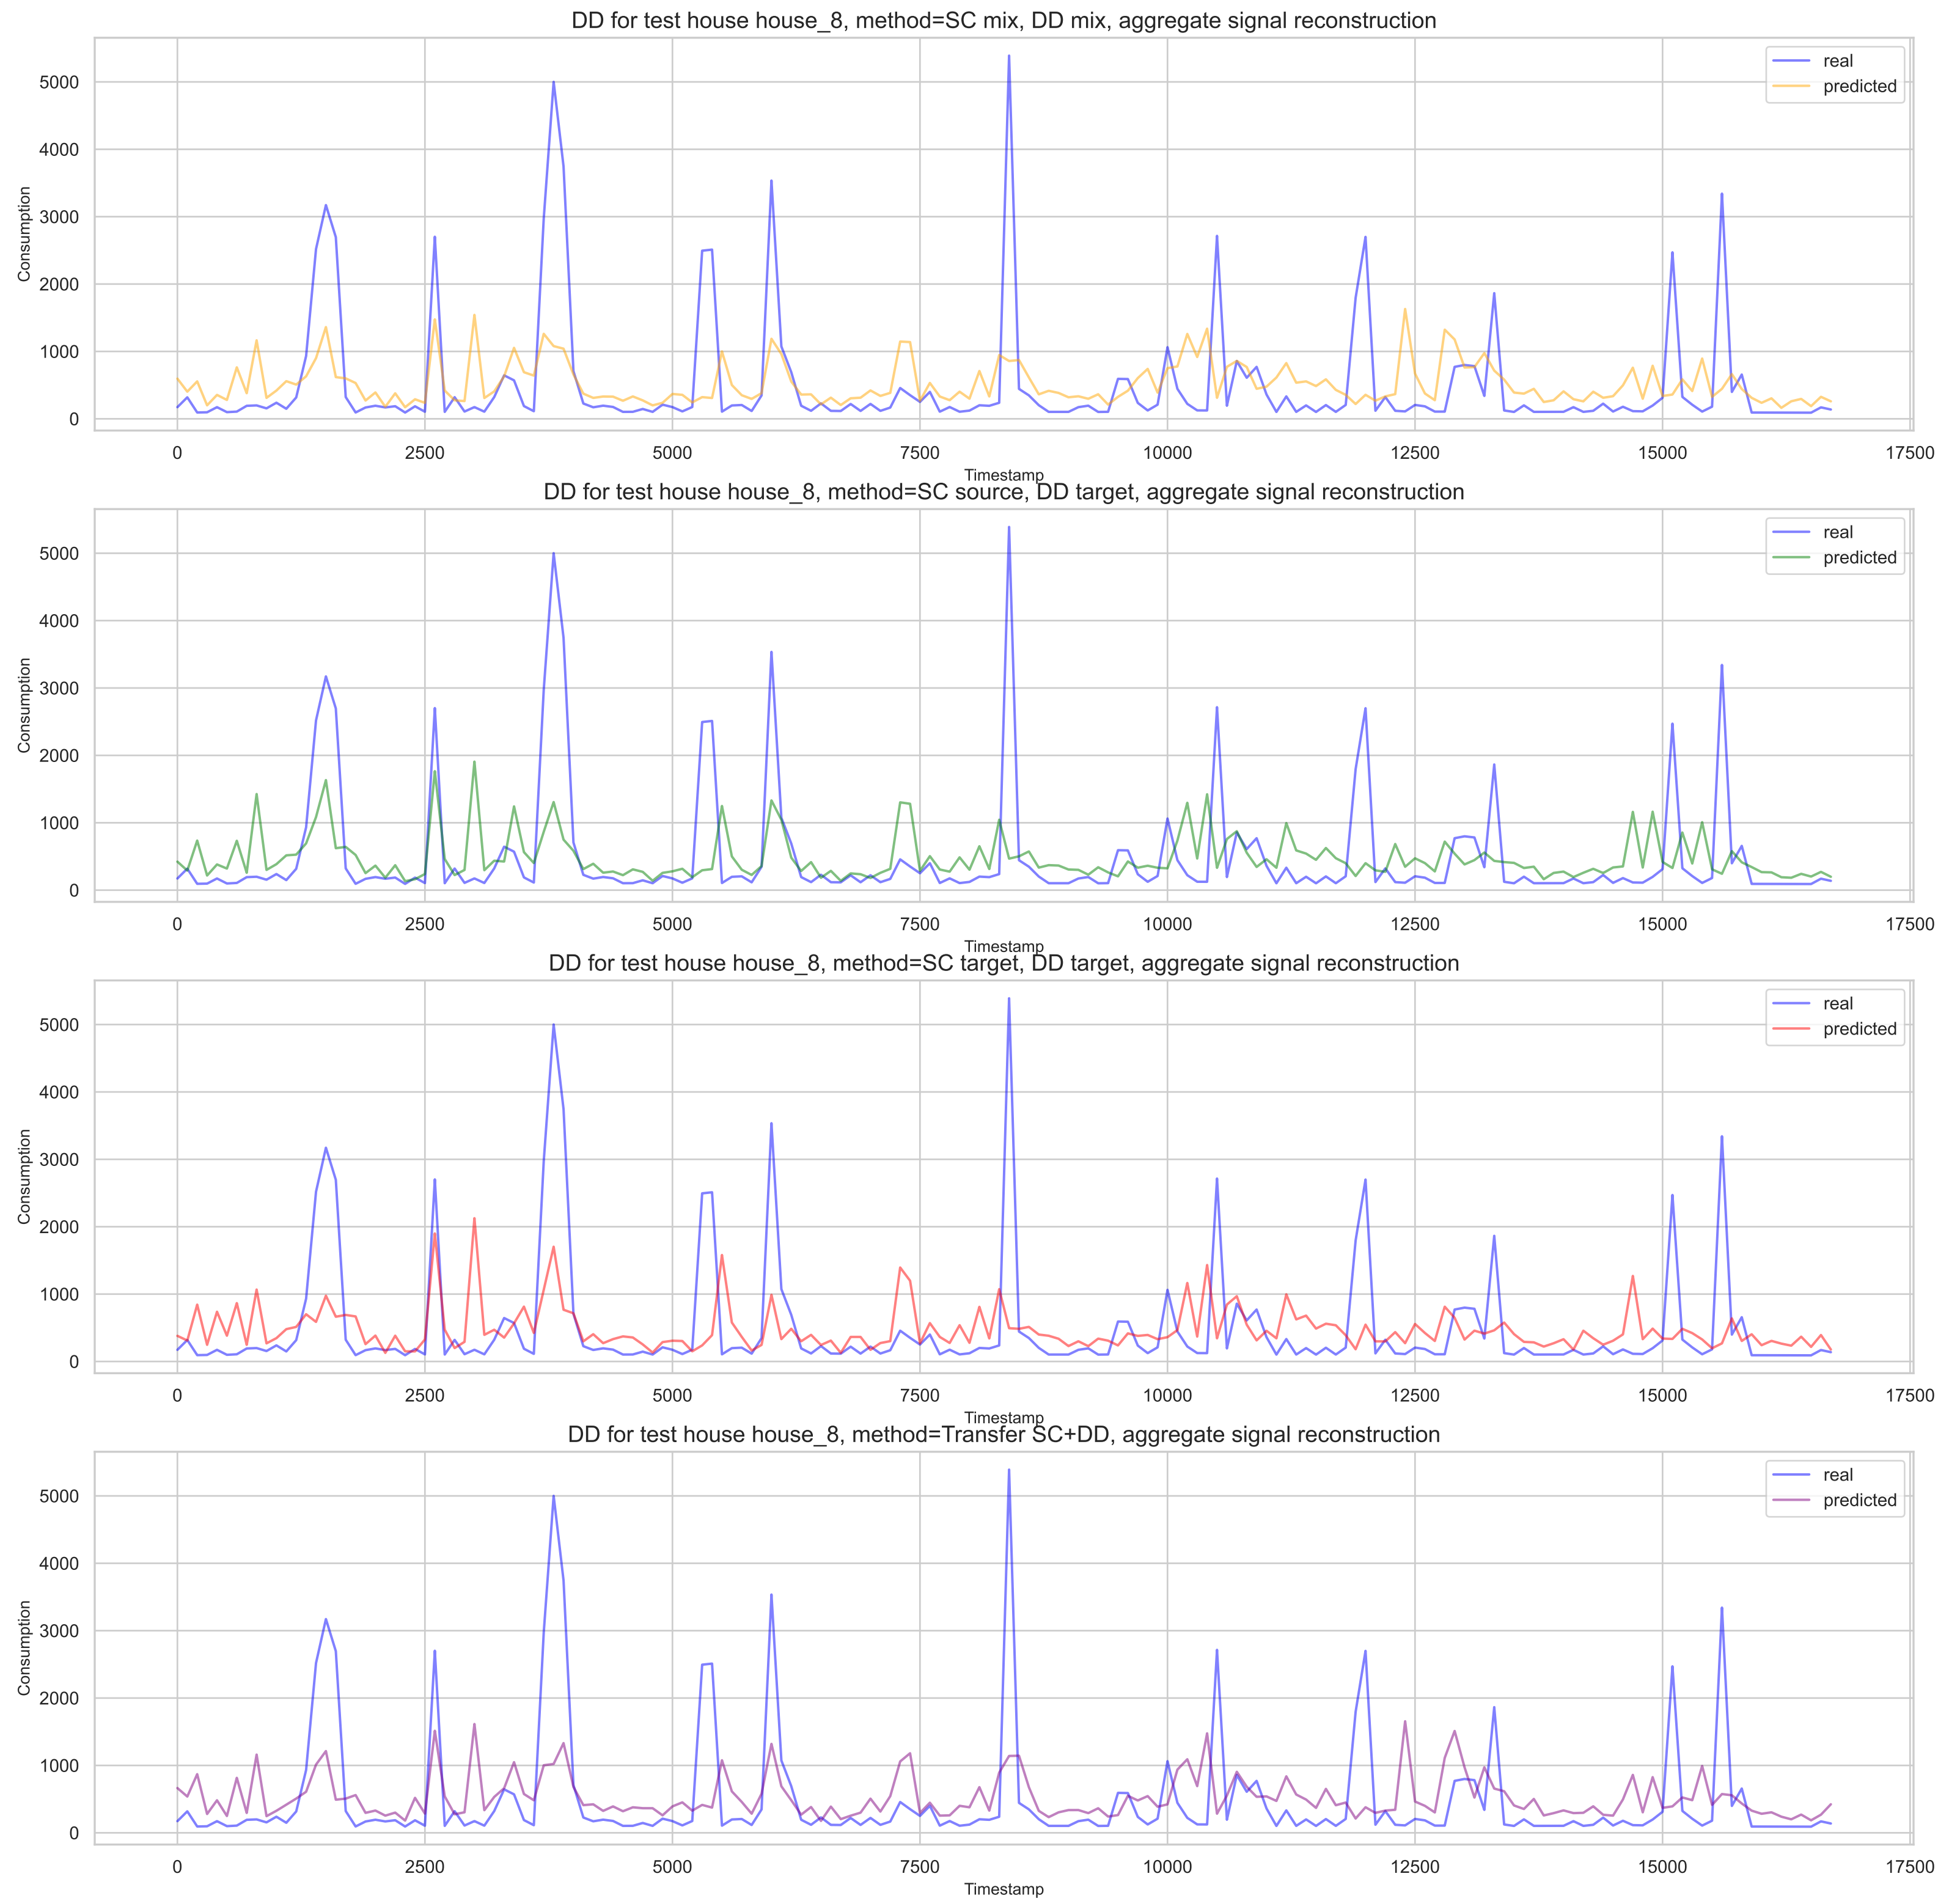 DD for test house house_8, method=SC mix, DD mix, aggregate signal reconstruction
real
predicted
5000
4000
3000
2000
1000
0
Consumption
0 2500 5000 7500 10000 12500 15000 17500
Timestamp
DD for test house house_8, method=SC source, DD target, aggregate signal reconstruction
real
predicted
5000
4000
3000
2000
1000
0
Consumption
0 2500 5000 7500 10000 12500 15000 17500
Timestamp
DD for test house house_8, method=SC target, DD target, aggregate signal reconstruction
real
predicted
5000
4000
3000
2000
1000
0
Consumption
0 2500 5000 7500 10000 12500 15000 17500
Timestamp
DD for test house house_8, method=Transfer SC+DD, aggregate signal reconstruction
real
predicted
5000
4000
3000
2000
1000
0
Consumption
0 2500 5000 7500 10000 12500 15000 17500
Timestamp